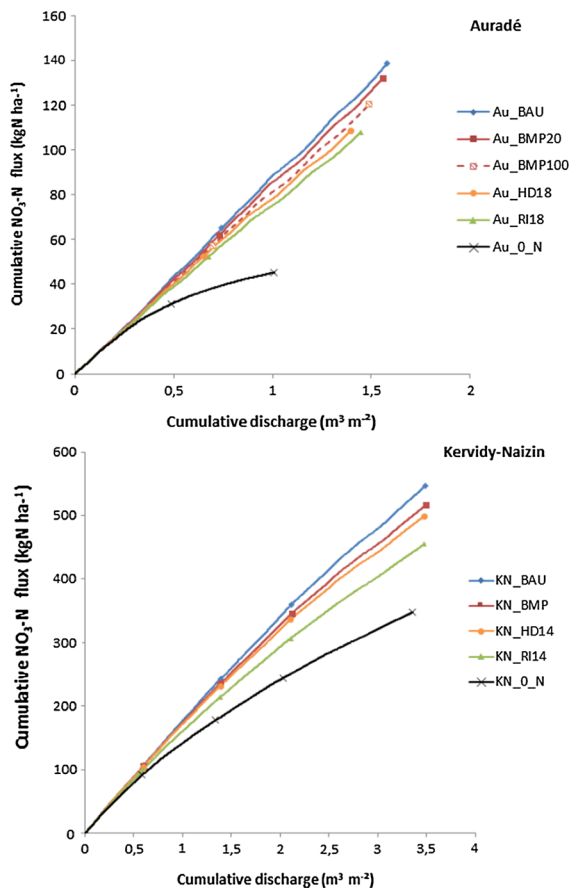 Auradé
160
140
120
100
80
60
40
20
0
Cumulative NO₃-N flux (kgN ha⁻¹)
0
0,5
1
1,5
2
Cumulative discharge (m³ m⁻²)
Au_BAU
Au_BMP20
Au_BMP100
Au_HD18
Au_RI18
Au_0_N
Kervidy-Naizin
600
500
400
300
200
100
0
Cumulative NO₃-N flux (kgN ha⁻¹)
0
0,5
1
1,5
2
2,5
3
3,5
4
Cumulative discharge (m³ m⁻²)
KN_BAU
KN_BMP
KN_HD14
KN_RI14
KN_0_N